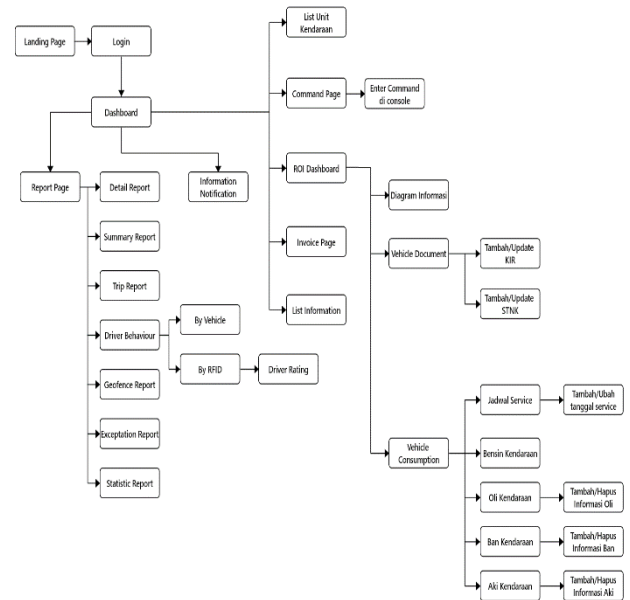 Landing Page
Login
Dashboard
Report Page
Information
Notification
Detail Report
Summary Report
Trip Report
Driver Behaviour
By Vehicle
By RFID
Driver Rating
Geofence Report
Exceptation Report
Statistic Report
List Unit
Kendaraan
Command Page
Enter Command
di console
ROI Dashboard
Diagram Informasi
Vehicle Document
Tambah/Update
KIR
Tambah/Update
STNK
Vehicle
Consumption
Jadwal Service
Tambah/Ubah
tanggal service
Bensin Kendaraan
Oli Kendaraan
Tambah/Hapus
Informasi Oli
Ban Kendaraan
Tambah/Hapus
Informasi Ban
Aki Kendaraan
Tambah/Hapus
Informasi Aki
Invoice Page
List Information